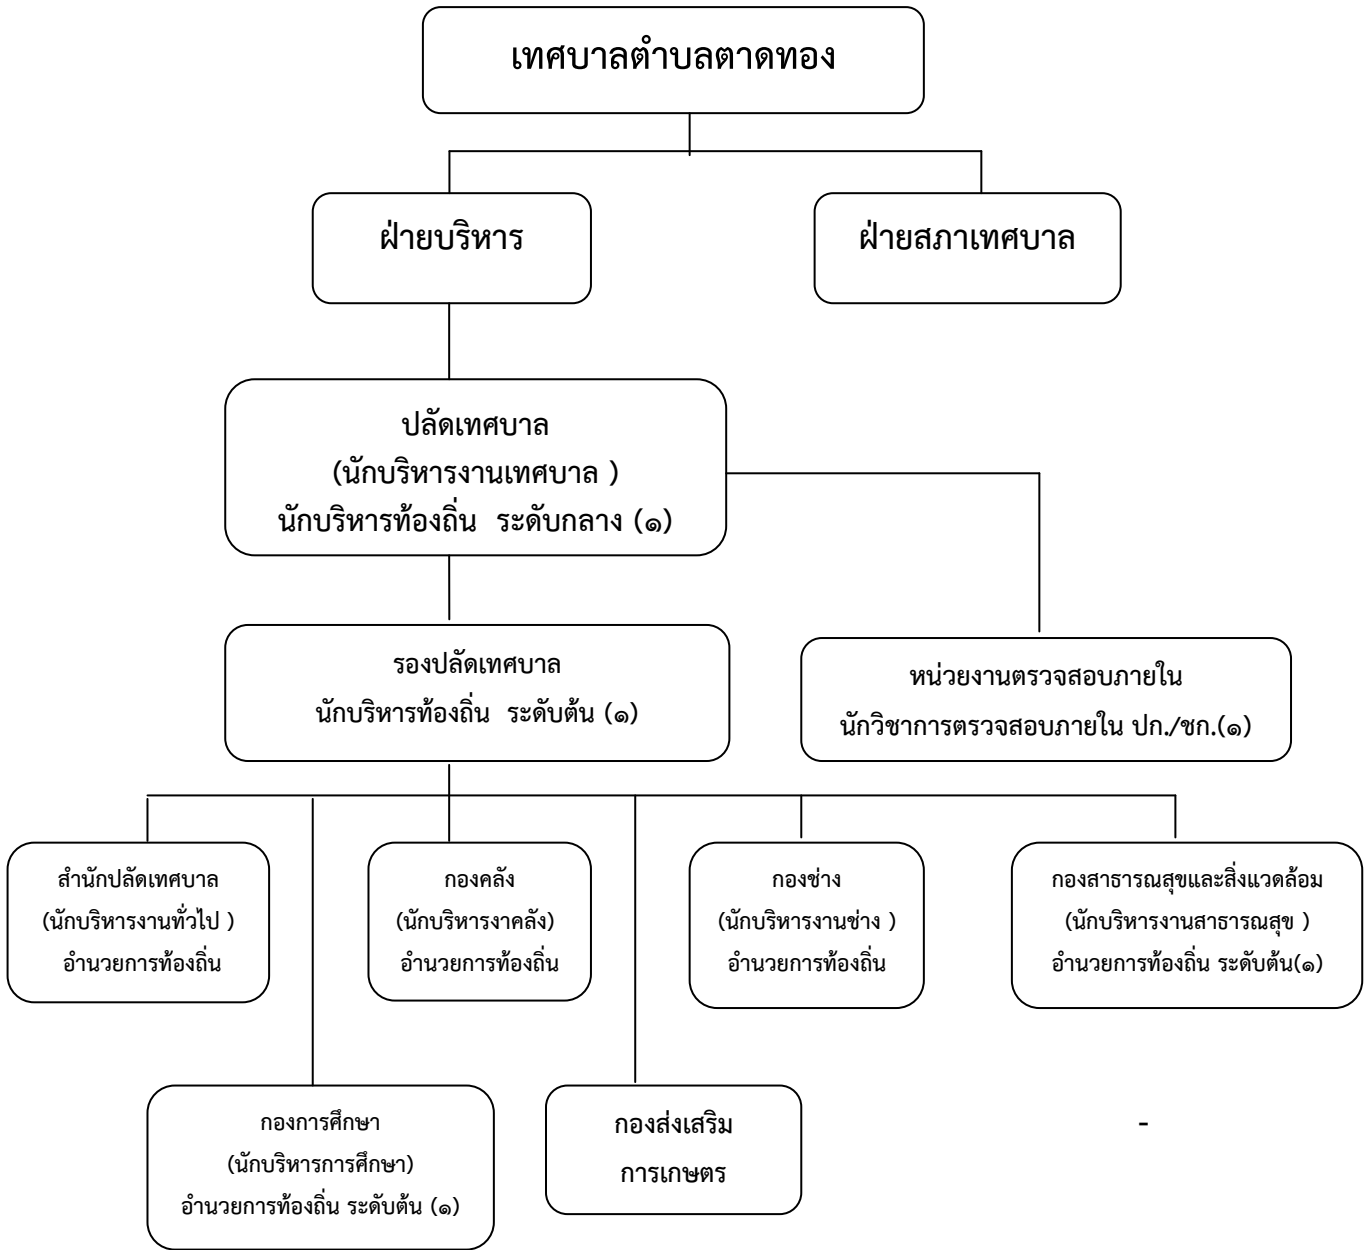 เทศบาลตำบลตาดทอง
ฝ่ายบริหาร
ฝ่ายสภาเทศบาล
ปลัดเทศบาล
(นักบริหารงานเทศบาล )
นักบริหารท้องถิ่น ระดับกลาง (๑)
รองปลัดเทศบาล
นักบริหารท้องถิ่น ระดับต้น (๑)
หน่วยงานตรวจสอบภายใน
นักวิชาการตรวจสอบภายใน ปก./ชก.(๑)
สำนักปลัดเทศบาล
(นักบริหารงานทั่วไป )
อำนวยการท้องถิ่น
กองคลัง
(นักบริหารงาคลัง)
อำนวยการท้องถิ่น
กองช่าง
(นักบริหารงานช่าง )
อำนวยการท้องถิ่น
กองสาธารณสุขและสิ่งแวดล้อม
(นักบริหารงานสาธารณสุข )
อำนวยการท้องถิ่น ระดับต้น(๑)
กองการศึกษา
(นักบริหารการศึกษา)
อำนวยการท้องถิ่น ระดับต้น (๑)
กองส่งเสริม
การเกษตร
-